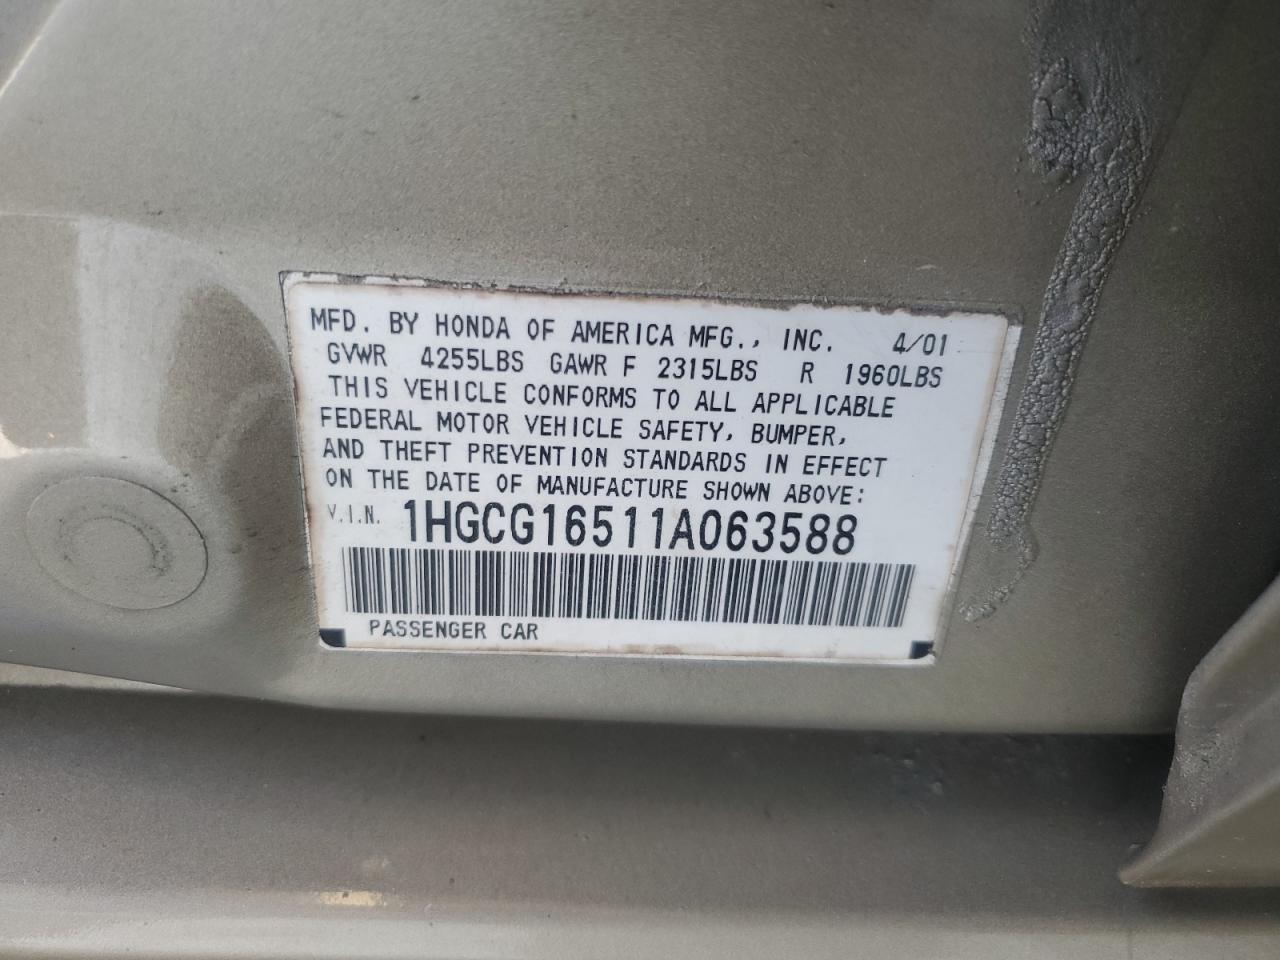 MFD. BY HONDA OF AMERICA MFG., INC. 4/01
GVWR 4255LBS GAWR F 2315LBS R 1960LBS
THIS VEHICLE CONFORMS TO ALL APPLICABLE
FEDERAL MOTOR VEHICLE SAFETY, BUMPER,
AND THEFT PREVENTION STANDARDS IN EFFECT
ON THE DATE OF MANUFACTURE SHOWN ABOVE:
V.I.N. 1HGCG16511A063588
PASSENGER CAR